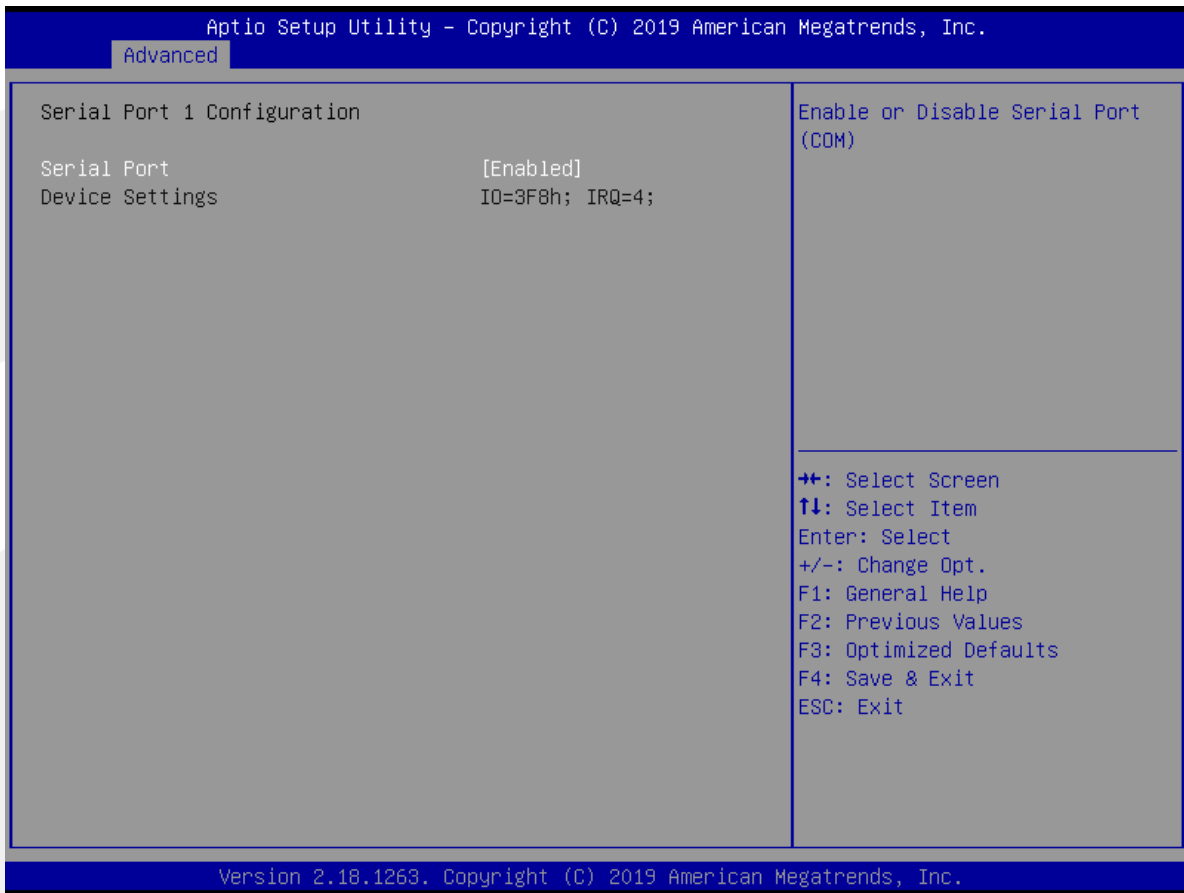 Aptio Setup Utility – Copyright (C) 2019 American Megatrends, Inc.
Advanced
Serial Port 1 Configuration
Serial Port [Enabled]
Device Settings IO=3F8h; IRQ=4;
Enable or Disable Serial Port
(COM)
→←: Select Screen
↑↓: Select Item
Enter: Select
+/-: Change Opt.
F1: General Help
F2: Previous Values
F3: Optimized Defaults
F4: Save & Exit
ESC: Exit
Version 2.18.1263. Copyright (C) 2019 American Megatrends, Inc.